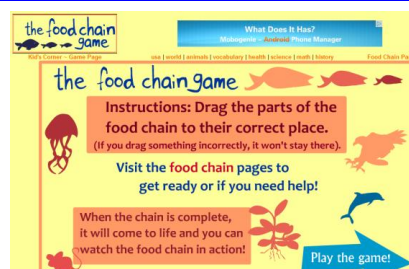 the food chain
game
What Does It Has?
Mobogenie – Android Phone Manager
Kid's Corner – Game Page
usa | world | animals | vocabulary | health | science | math | history
Food Chain Pa
the food chain game
Instructions: Drag the parts of the
food chain to their correct place.
(If you drag something incorrectly, it won't stay there).
Visit the food chain pages to
get ready or if you need help!
When the chain is complete,
it will come to life and you can
watch the food chain in action!
Play the game!